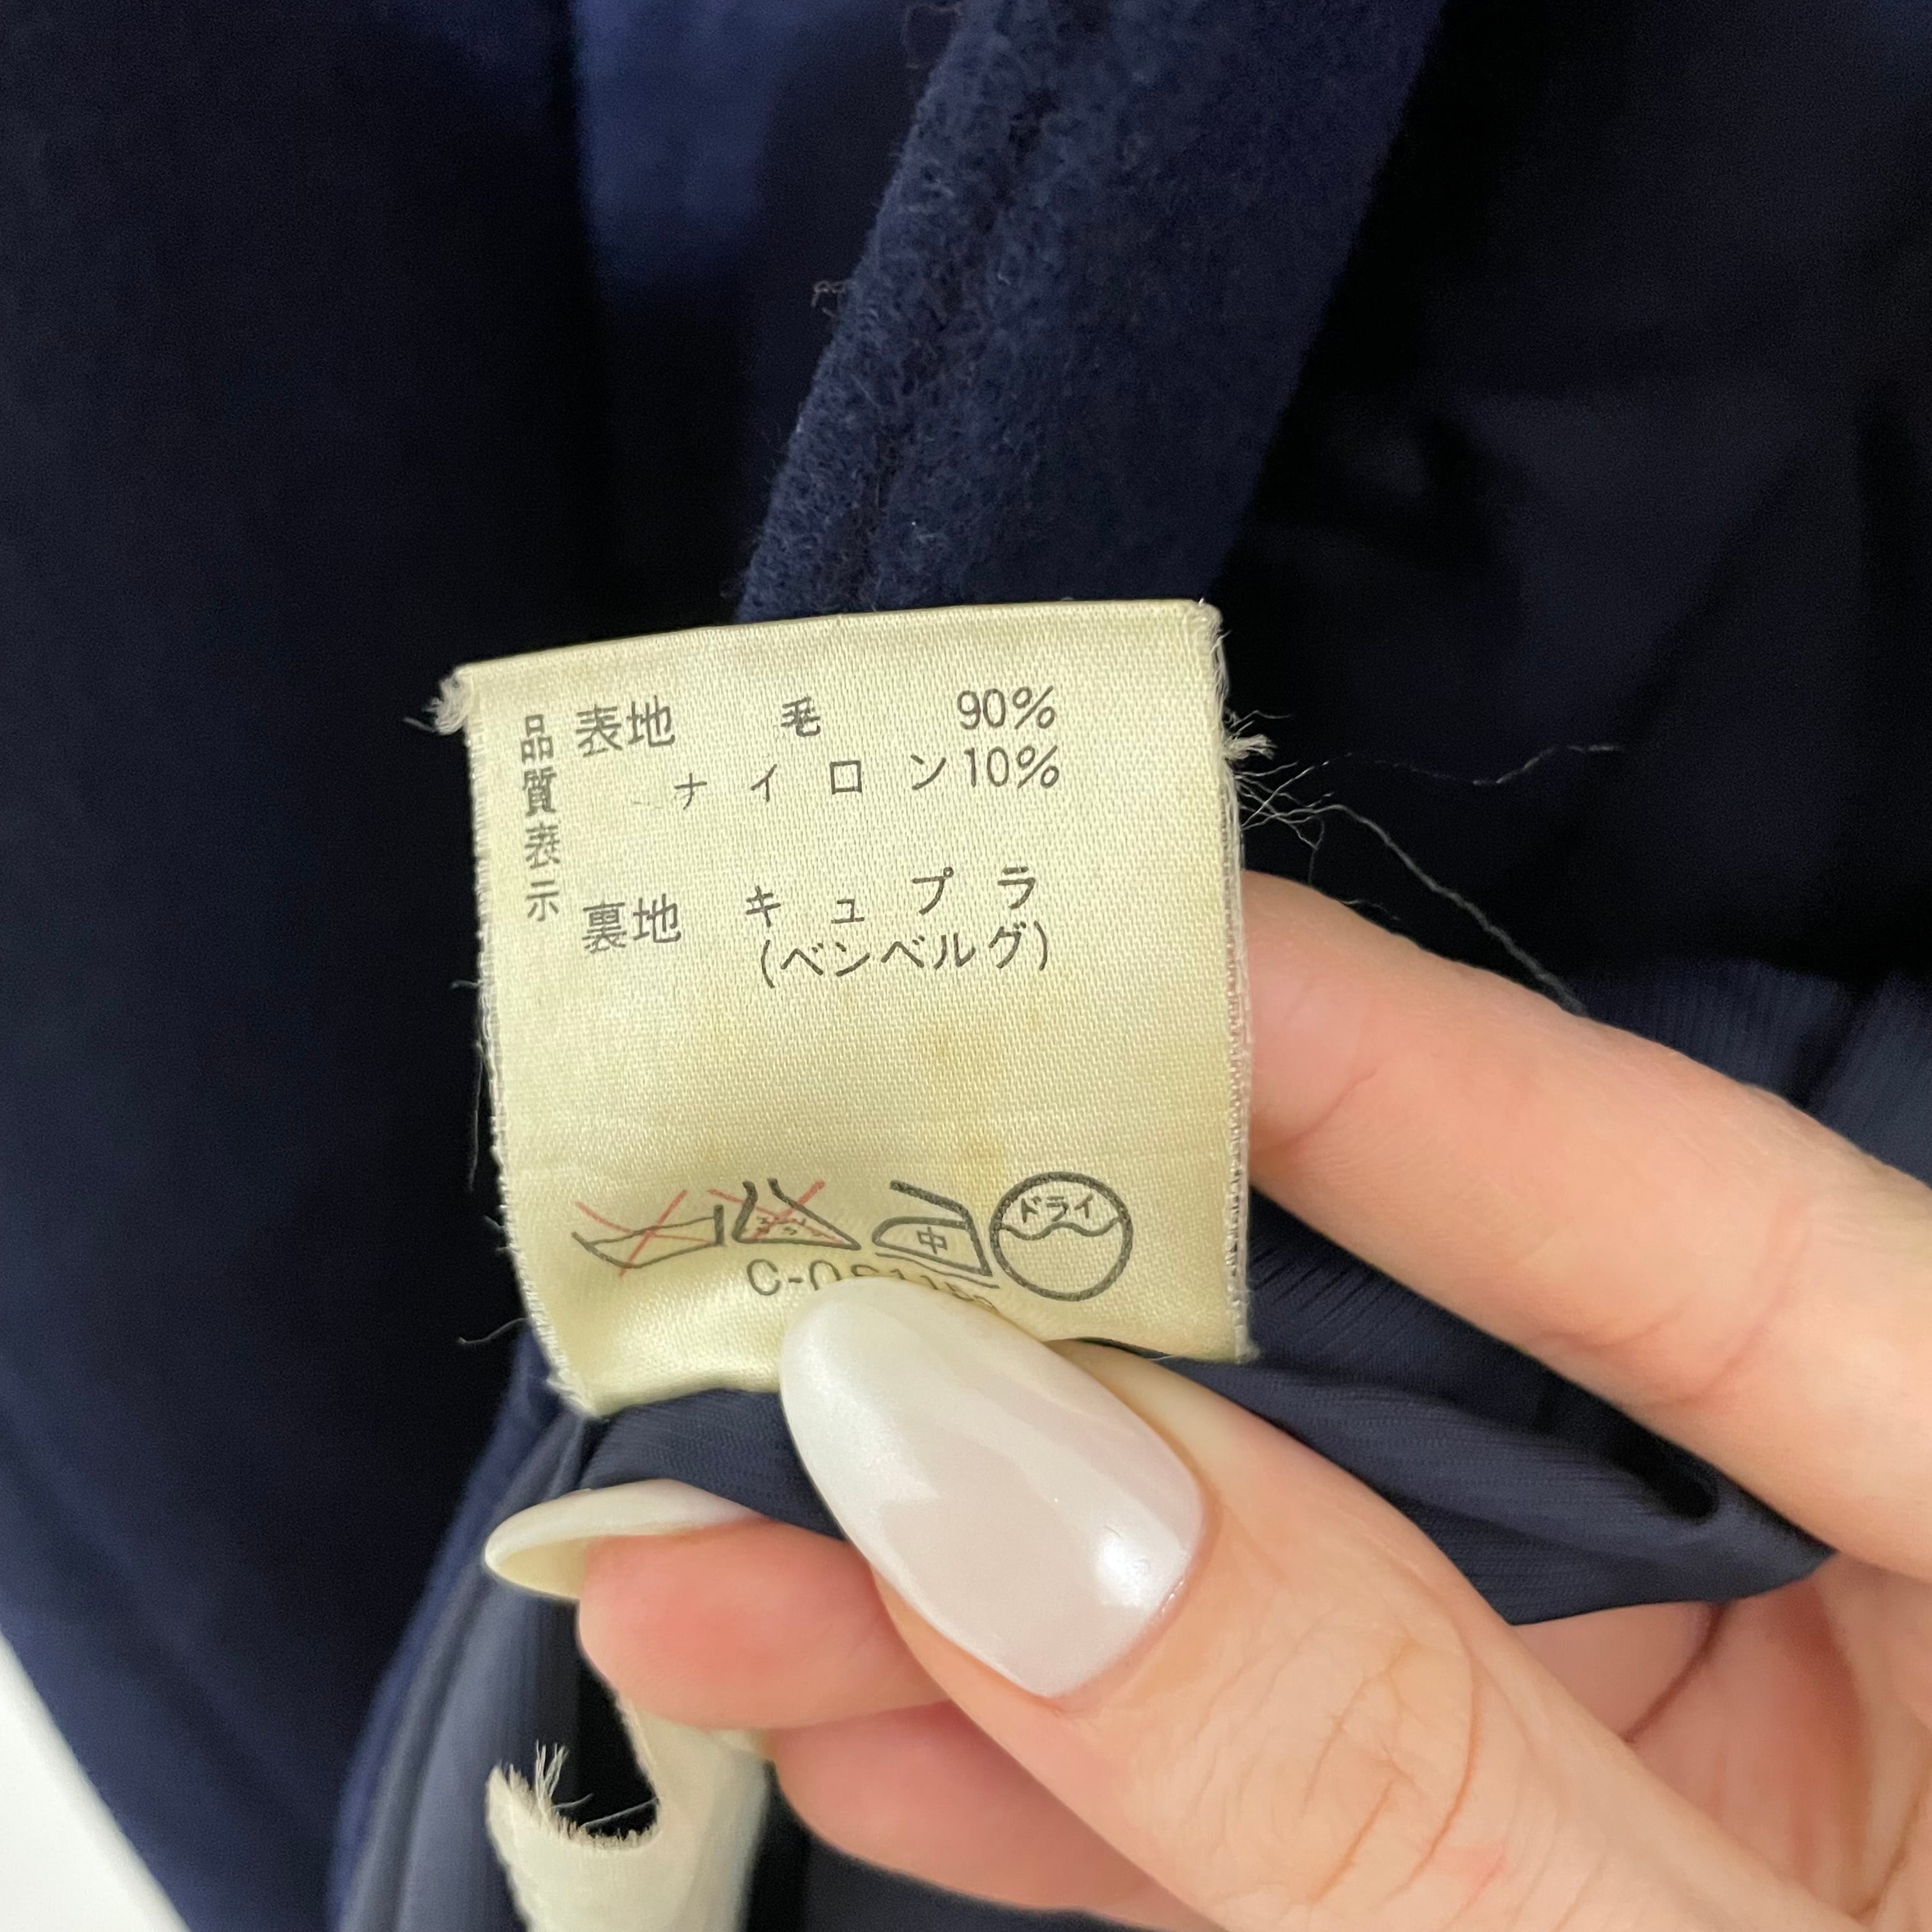 品質表示
表地 毛 90%
ナイロン10%
裏地 キュプラ
(ベンベルグ)
中
ドライ